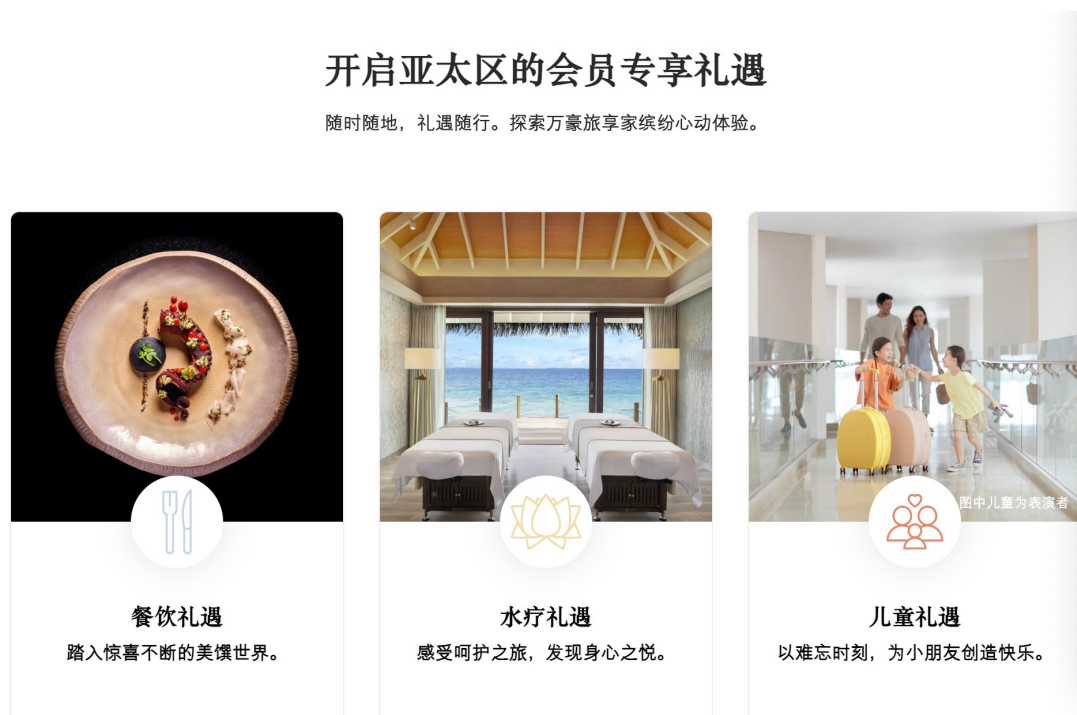 开启亚太区的会员专享礼遇
随时随地，礼遇随行。探索万豪旅享家缤纷心动体验。
图中儿童为表演者
餐饮礼遇
踏入惊喜不断的美馔世界。
水疗礼遇
感受呵护之旅，发现身心之悦。
儿童礼遇
以难忘时刻，为小朋友创造快乐。